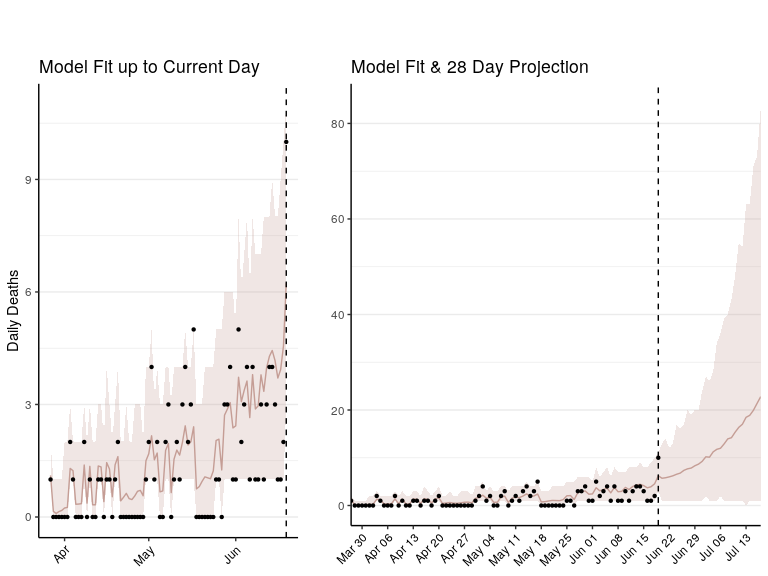 Model Fit up to Current Day
Model Fit & 28 Day Projection
Daily Deaths
9
6
3
0
Apr
May
Jun
80
60
40
20
0
Mar 30
Apr 06
Apr 13
Apr 20
Apr 27
May 04
May 11
May 18
May 25
Jun 01
Jun 08
Jun 15
Jun 22
Jun 29
Jul 06
Jul 13